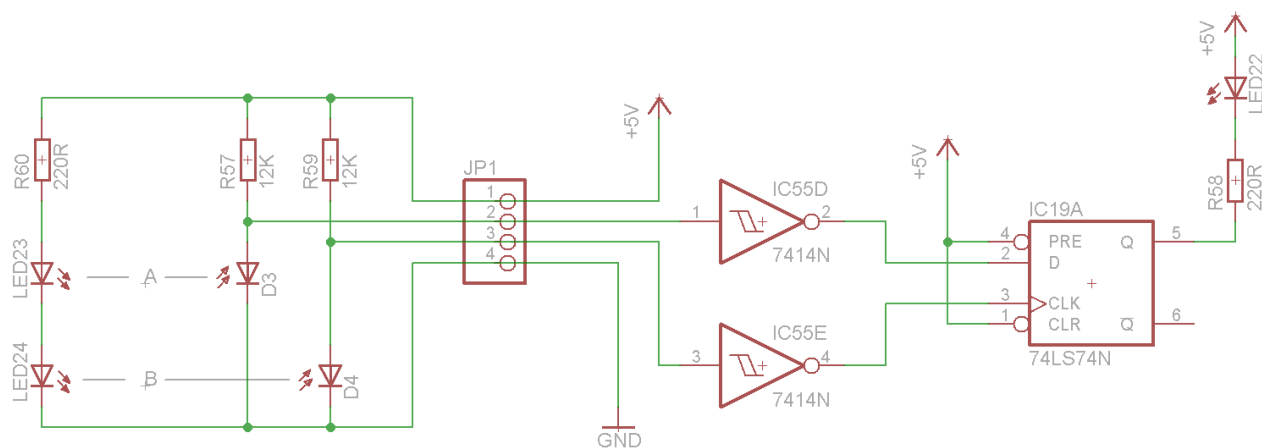 +5V
LED22
R58
220R
R60
220R
R57
12K
R59
12K
+5V
JP1
1
2
3
4
LED23
A
D3
LED24
B
D4
GND
IC55D
1
2
7414N
IC55E
3
4
7414N
+5V
IC19A
4
PRE
Q
5
2
D
3
CLK
1
CLR
Q
6
74LS74N